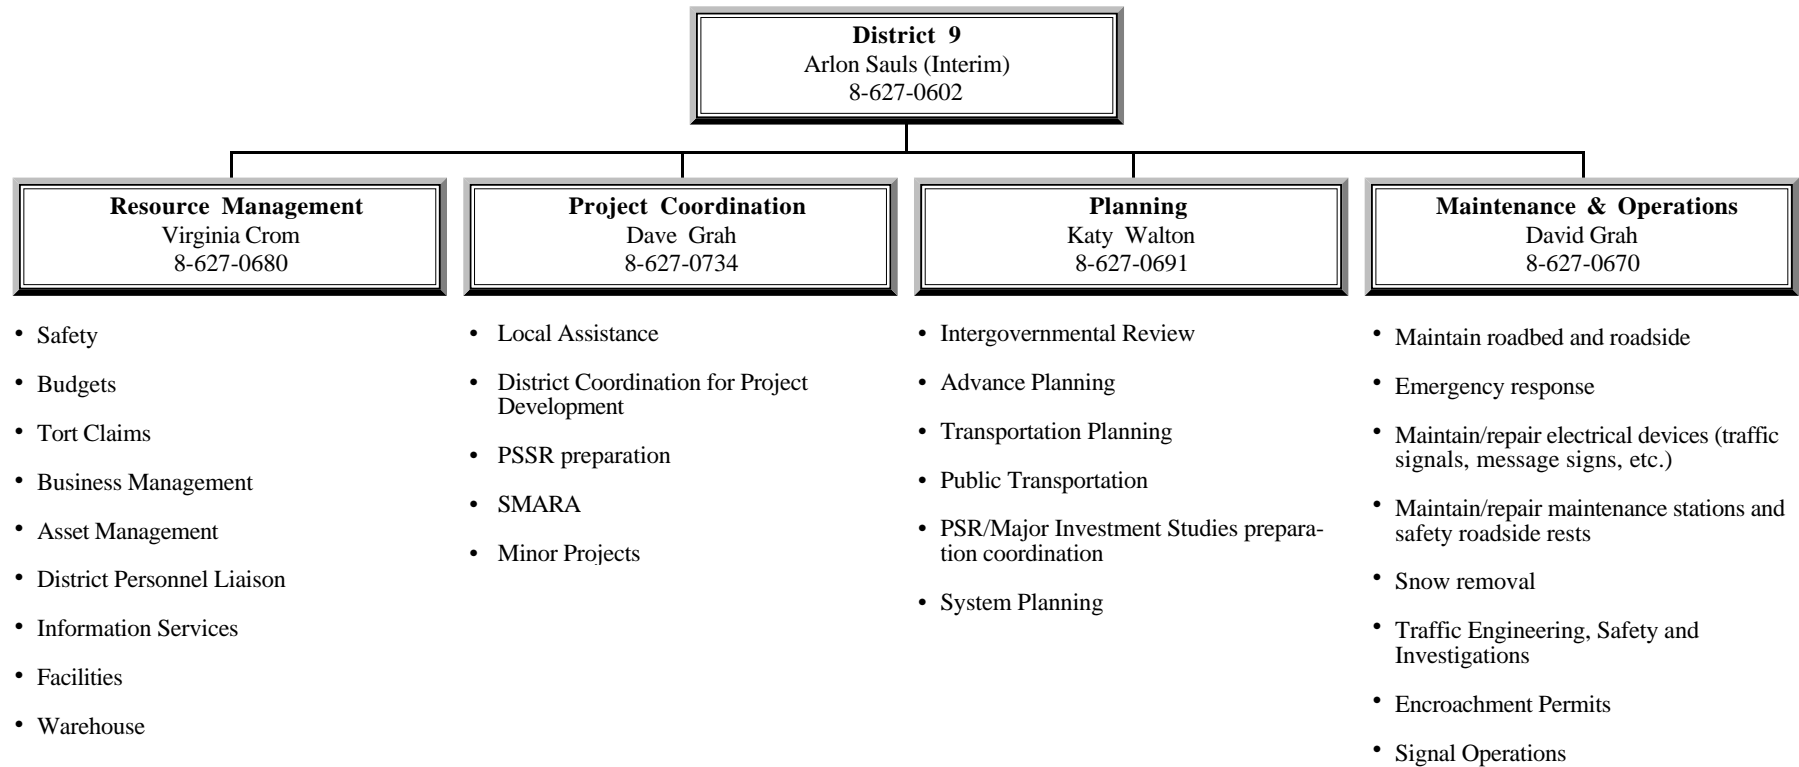 District 9
Arlon Sauls (Interim)
8-627-0602
Resource Management
Virginia Crom
8-627-0680
• Safety
• Budgets
• Tort Claims
• Business Management
• Asset Management
• District Personnel Liaison
• Information Services
• Facilities
• Warehouse
Project Coordination
Dave Grah
8-627-0734
• Local Assistance
• District Coordination for Project
Development
• PSSR preparation
• SMARA
• Minor Projects
Planning
Katy Walton
8-627-0691
• Intergovernmental Review
• Advance Planning
• Transportation Planning
• Public Transportation
• PSR/Major Investment Studies prepara-
tion coordination
• System Planning
Maintenance & Operations
David Grah
8-627-0670
• Maintain roadbed and roadside
• Emergency response
• Maintain/repair electrical devices (traffic
signals, message signs, etc.)
• Maintain/repair maintenance stations and
safety roadside rests
• Snow removal
• Traffic Engineering, Safety and
Investigations
• Encroachment Permits
• Signal Operations